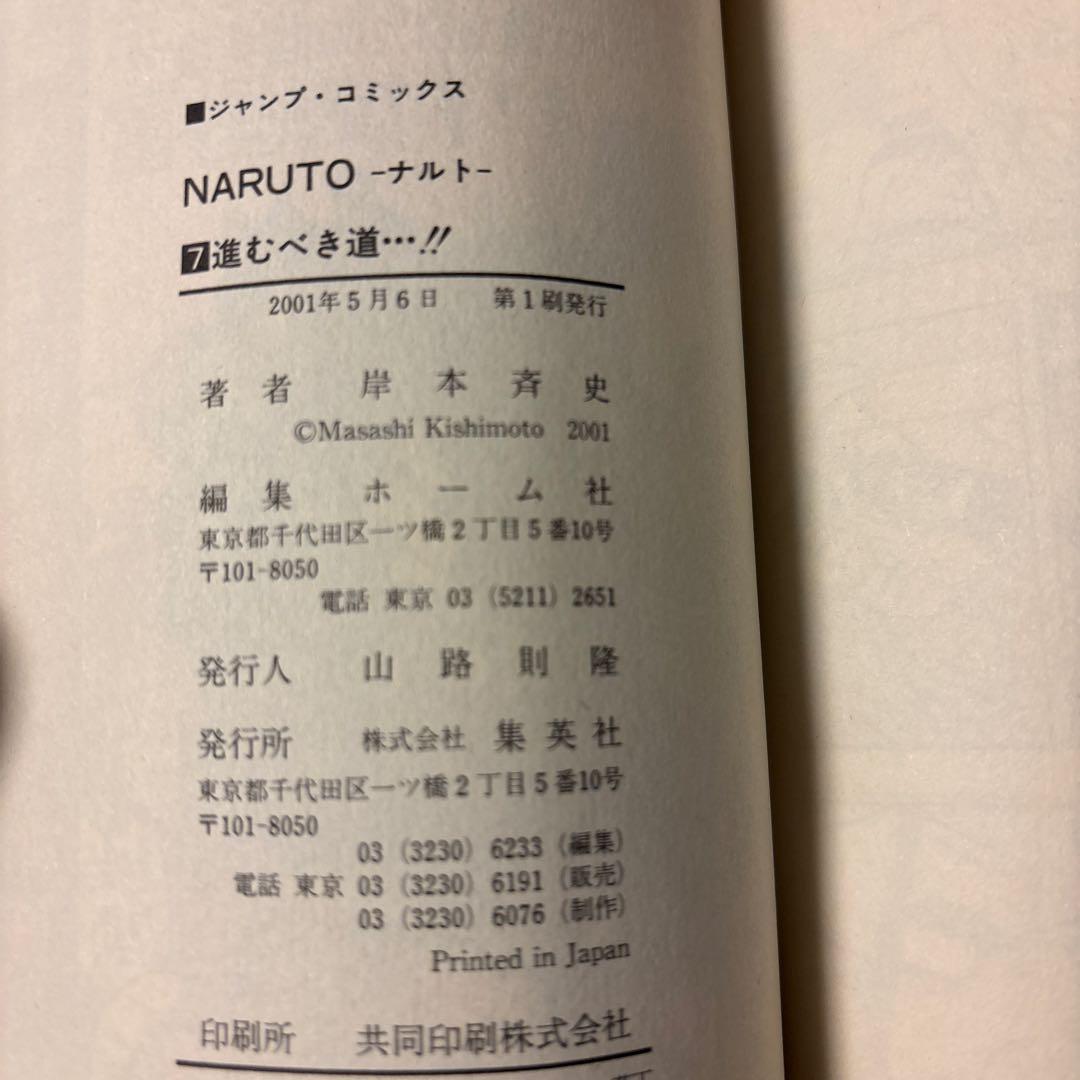 ■ジャンプ・コミックス
NARUTO -ナルト-
7進むべき道…!!
2001年5月6日 第1刷発行
著者 岸本斉史
©Masashi Kishimoto 2001
編集 ホーム社
東京都千代田区一ツ橋2丁目5番10号
〒101-8050
電話 東京 03 (5211) 2651
発行人 山路則隆
発行所 株式会社 集英社
東京都千代田区一ツ橋2丁目5番10号
〒101-8050
03 (3230) 6233 (編集)
電話 東京 03 (3230) 6191 (販売)
03 (3230) 6076 (制作)
Printed in Japan
印刷所 共同印刷株式会社